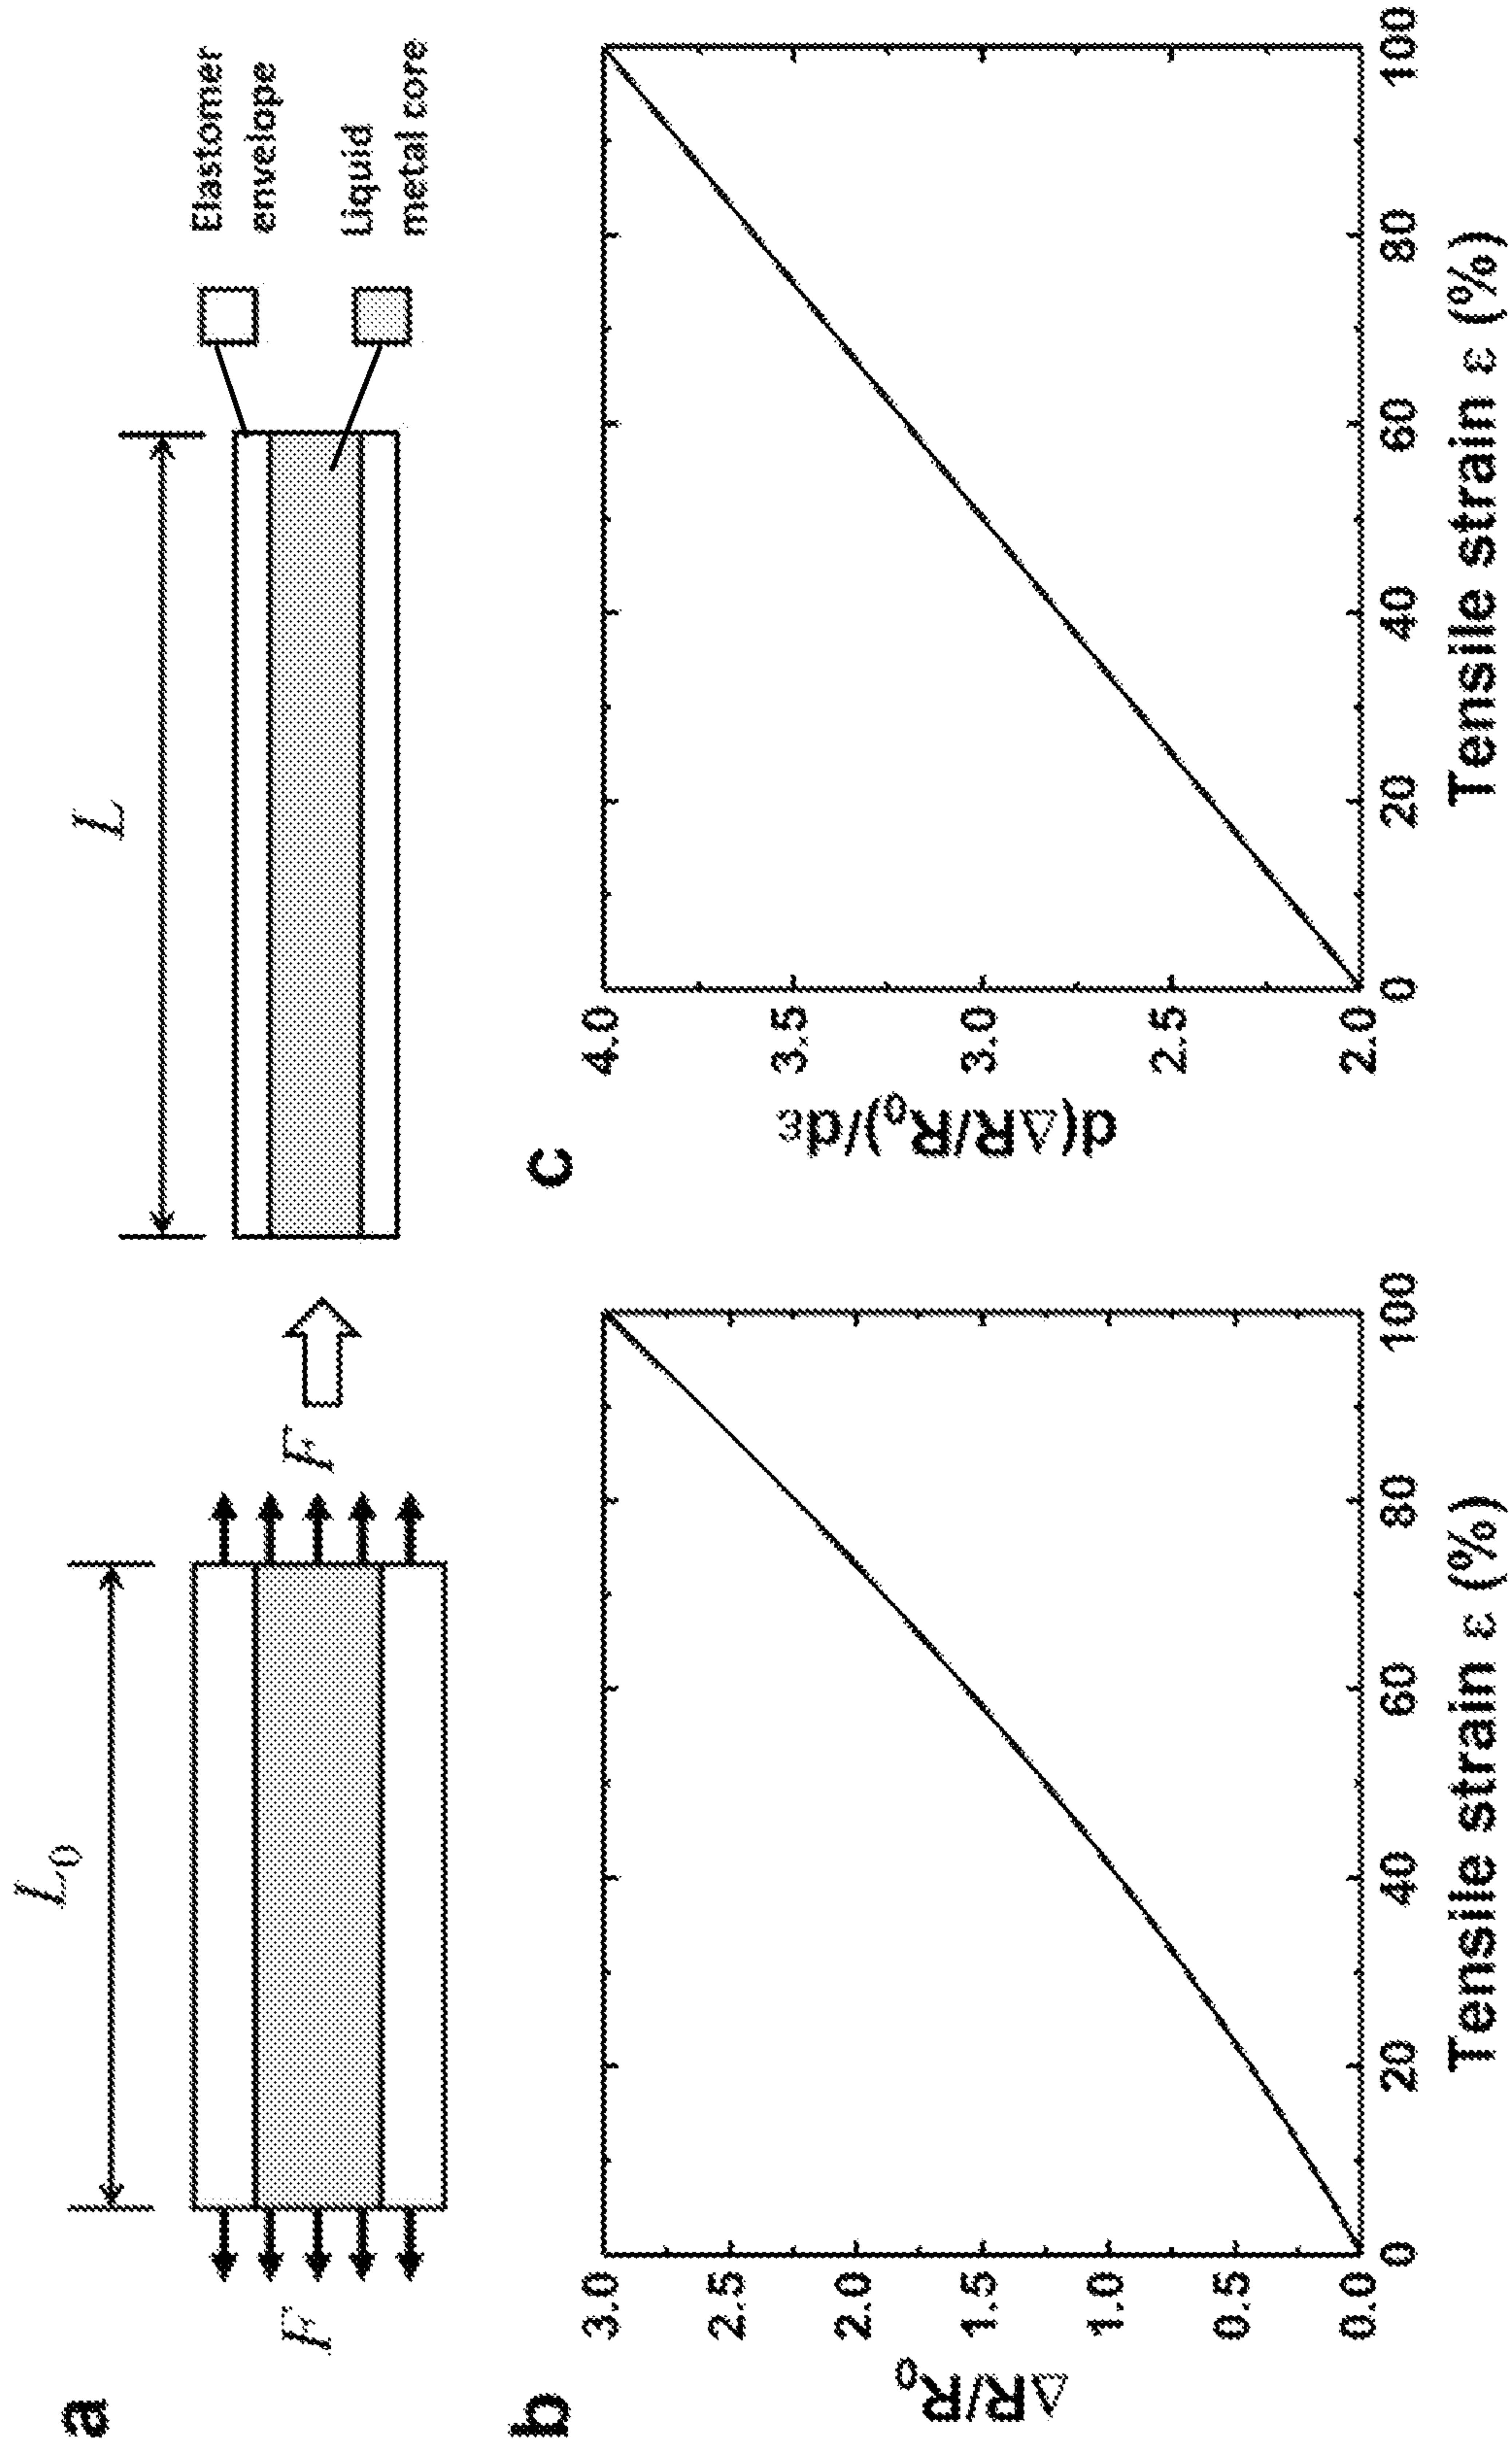 a
L₀
F
F
L
Elastomer
envelope
Liquid
metal core
b
ΔR/R₀
3.0
2.5
2.0
1.5
1.0
0.5
0.0
0 20 40 60 80 100
Tensile strain ε (%)
c
d(ΔR/R₀)/dε
4.0
3.5
3.0
2.5
2.0
0 20 40 60 80 100
Tensile strain ε (%)